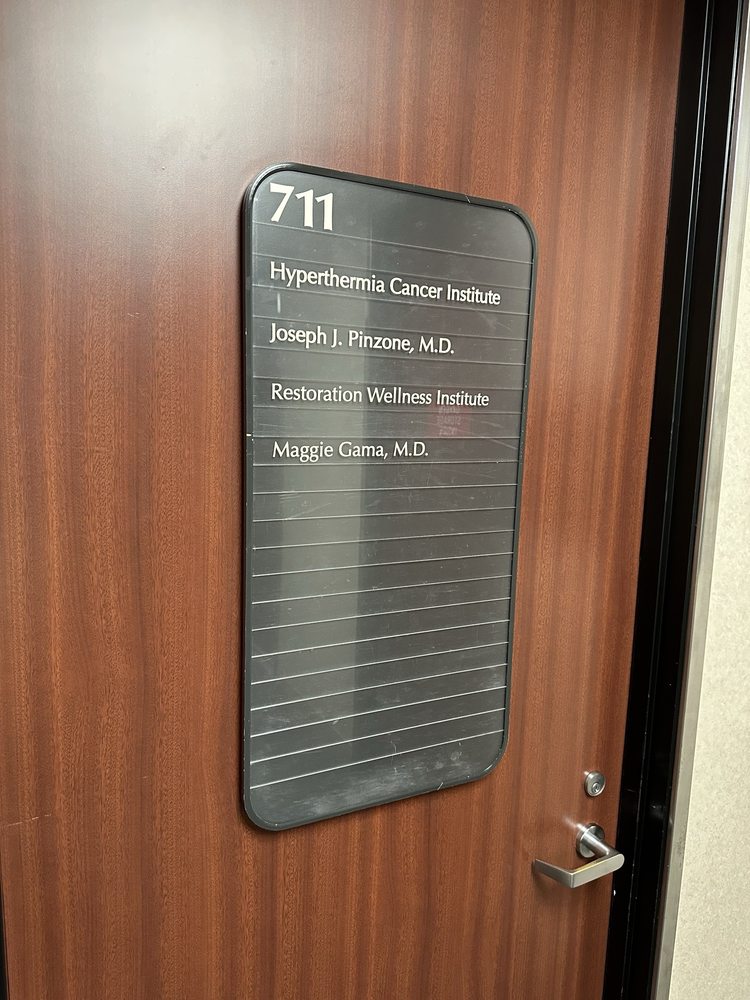 711
Hyperthermia Cancer Institute
Joseph J. Pinzone, M.D.
Restoration Wellness Institute
Maggie Gama, M.D.